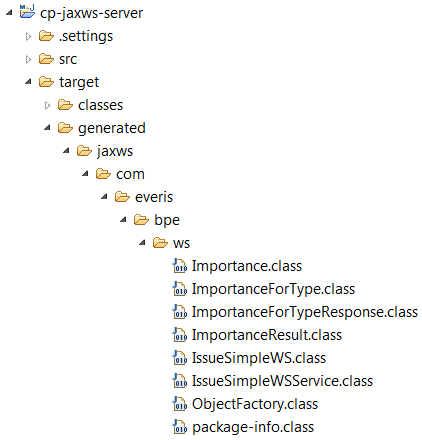 cp-jaxws-server
.settings
src
target
classes
generated
jaxws
com
everis
bpe
ws
Importance.class
ImportanceForType.class
ImportanceForTypeResponse.class
ImportanceResult.class
IssueSimpleWS.class
IssueSimpleWSService.class
ObjectFactory.class
package-info.class